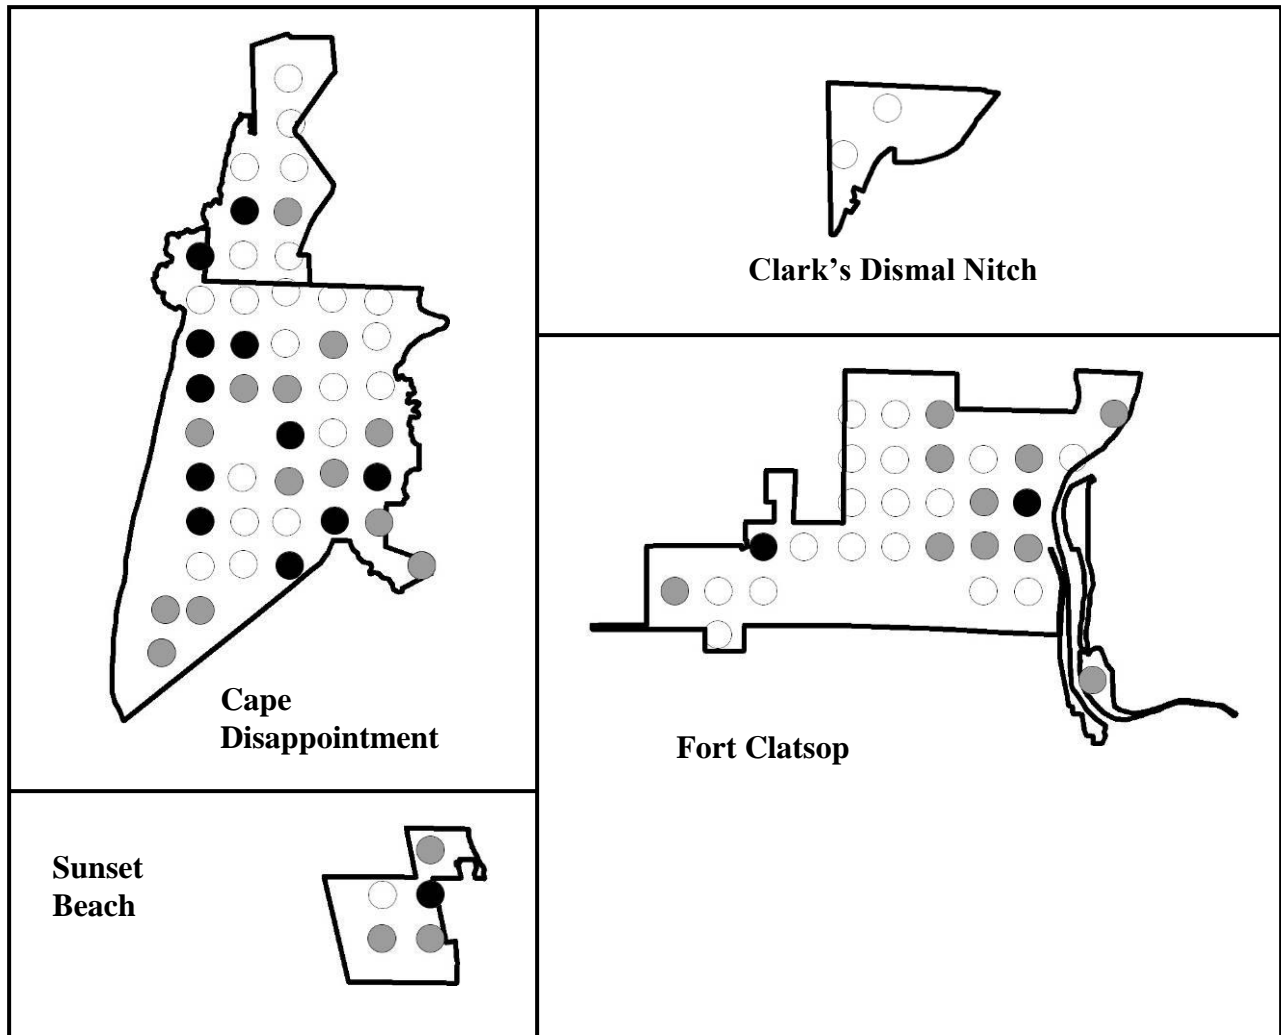 Clark’s Dismal Nitch
Cape
Disappointment
Fort Clatsop
Sunset
Beach